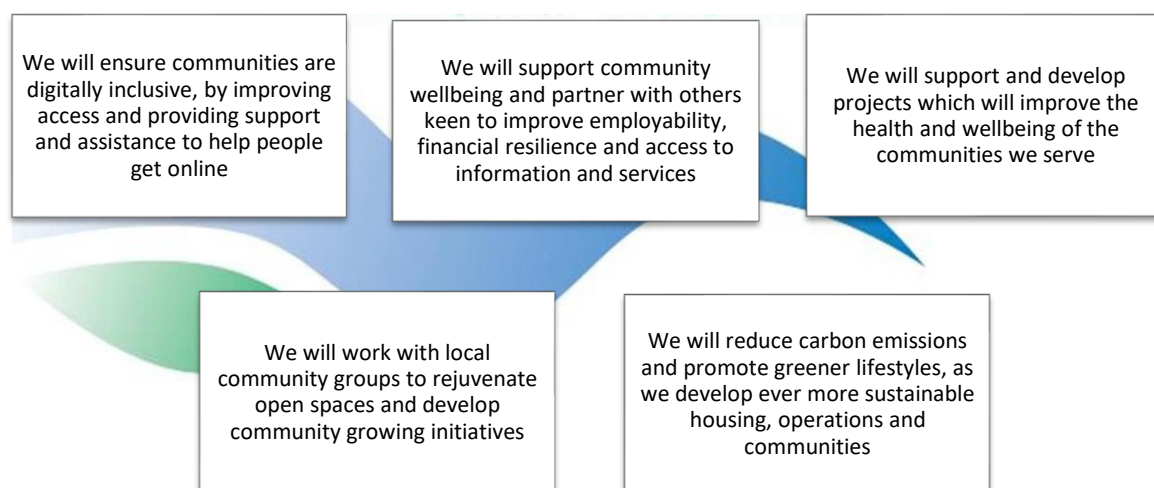 We will ensure communities are
digitally inclusive, by improving
access and providing support
and assistance to help people
get online
We will support community
wellbeing and partner with others
keen to improve employability,
financial resilience and access to
information and services
We will support and develop
projects which will improve the
health and wellbeing of the
communities we serve
We will work with local
community groups to rejuvenate
open spaces and develop
community growing initiatives
We will reduce carbon emissions
and promote greener lifestyles, as
we develop ever more sustainable
housing, operations and
communities